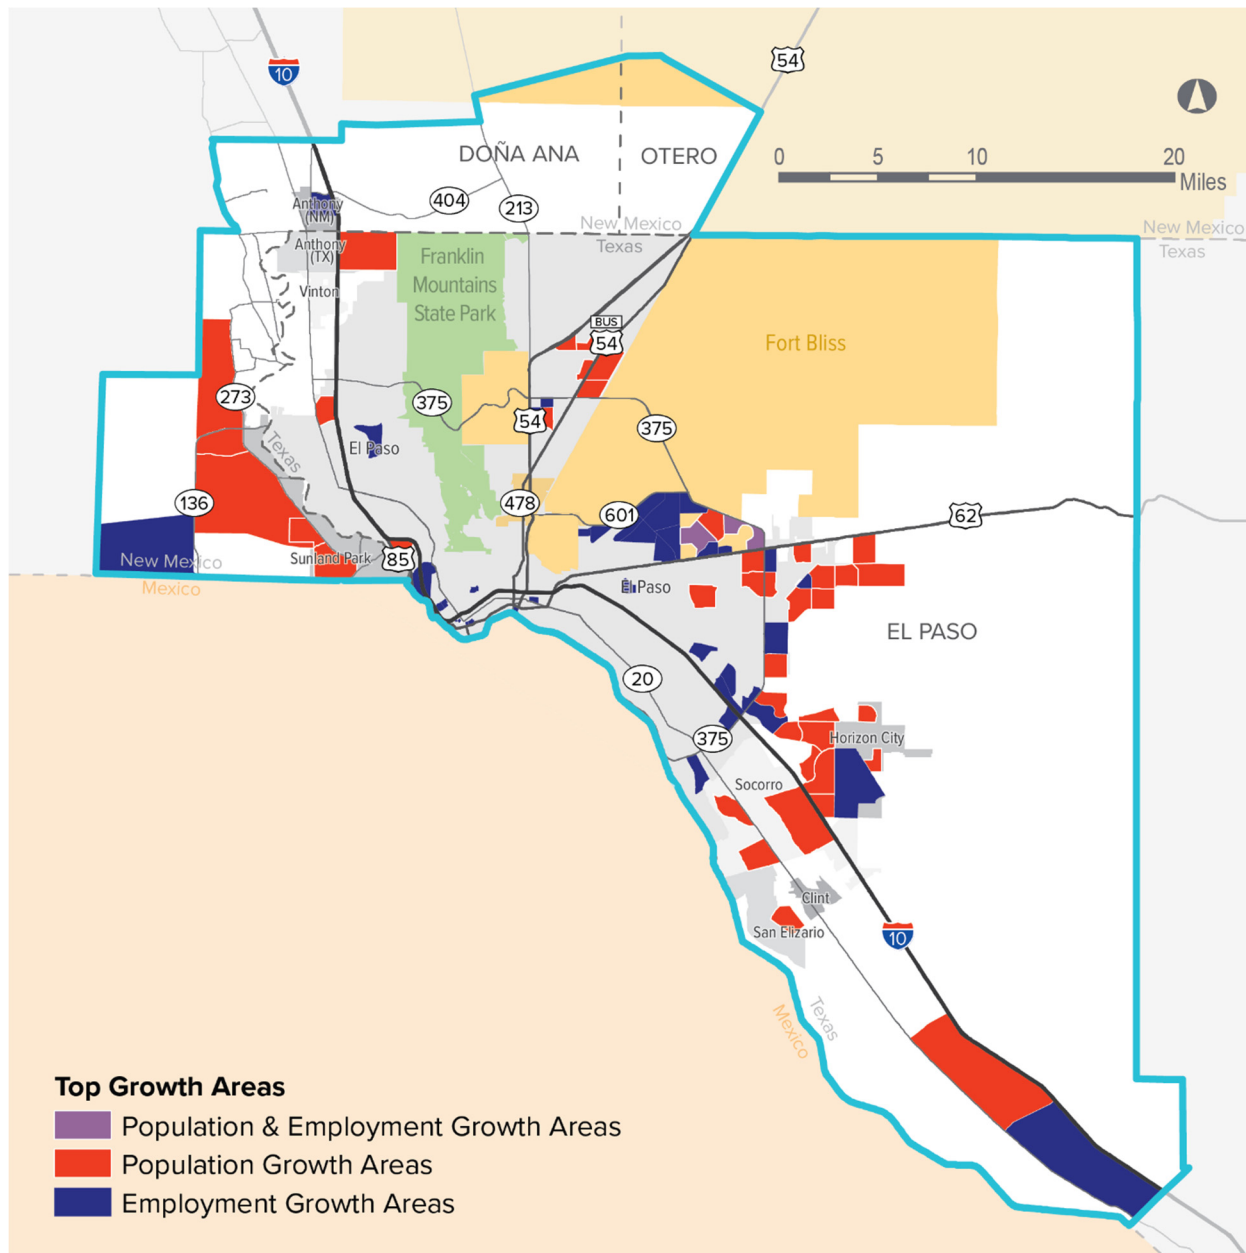 54
10
DOÑA ANA
OTERO
0
5
10
20
Miles
404
213
Anthony
(NM)
New Mexico
Texas
New Mexico
Texas
Anthony
(TX)
Franklin
Mountains
State Park
Vinton
BUS
54
Fort Bliss
273
375
54
375
Texas
El Paso
136
478
601
62
New Mexico
Mexico
Sunland Park
85
El Paso
EL PASO
20
375
Horizon City
Socorro
Clint
San Elizario
10
Mexico
Texas
Top Growth Areas
Population & Employment Growth Areas
Population Growth Areas
Employment Growth Areas